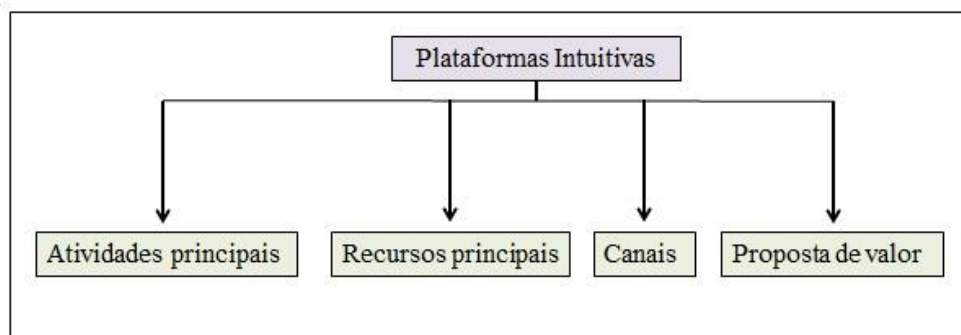 Plataformas Intuitivas
Atividades principais
Recursos principais
Canais
Proposta de valor